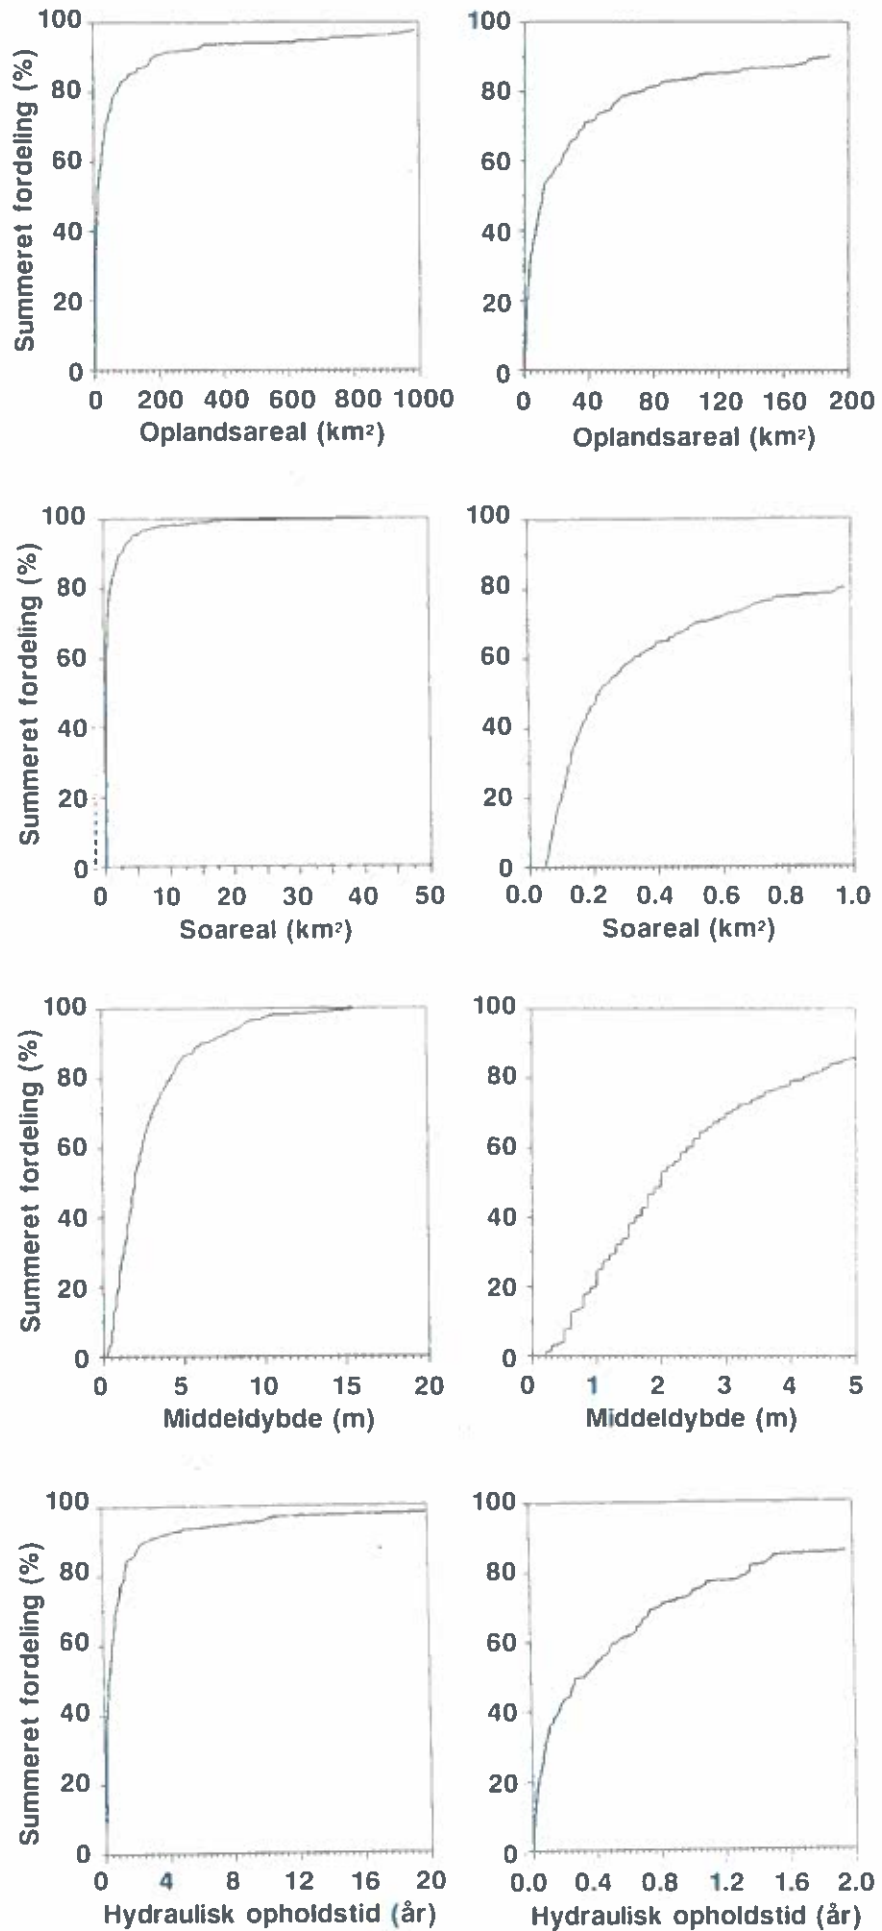 Summeret fordeling (%)
100
80
60
40
20
0
0 200 400 600 800 1000
Oplandsareal (km²)
100
80
60
40
20
0
0 40 80 120 160 200
Oplandsareal (km²)
Summeret fordeling (%)
100
80
60
40
20
0
0 10 20 30 40 50
Soareal (km²)
100
80
60
40
20
0
0.0 0.2 0.4 0.6 0.8 1.0
Soareal (km²)
Summeret fordeling (%)
100
80
60
40
20
0
0 5 10 15 20
Middeldybde (m)
100
80
60
40
20
0
0 1 2 3 4 5
Middeldybde (m)
Summeret fordeling (%)
100
80
60
40
20
0
0 4 8 12 16 20
Hydraulisk opholdstid (år)
100
80
60
40
20
0
0.0 0.4 0.8 1.2 1.6 2.0
Hydraulisk opholdstid (år)